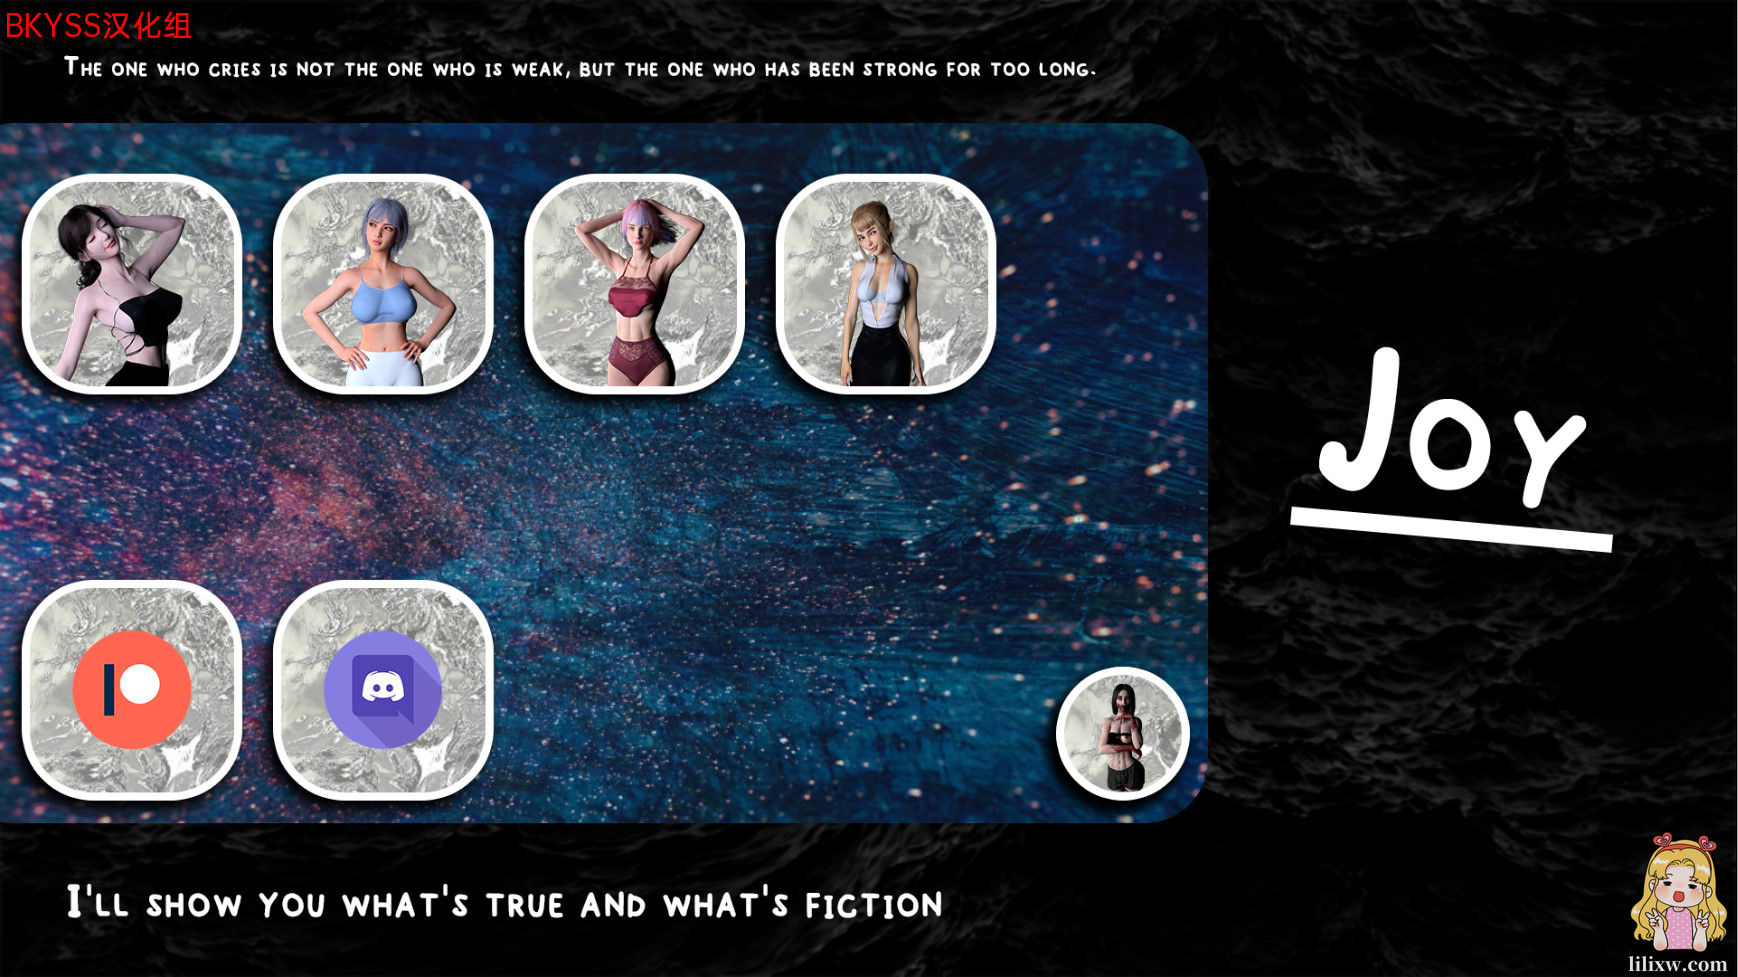 BKYSS汉化组
The one who cries is not the one who is weak, but the one who has been strong for too long.
Joy
I'll show you what's true and what's fiction
lilixw.com